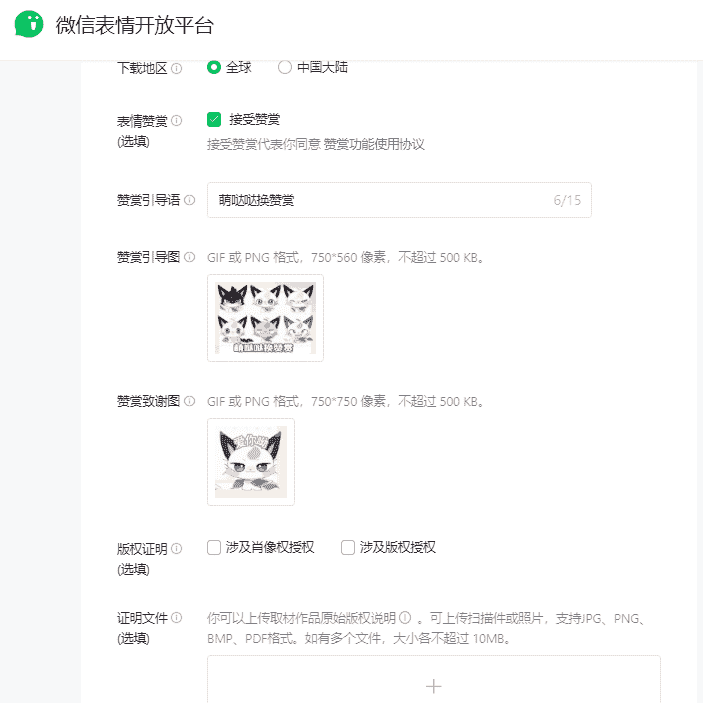 微信表情开放平台
下载地区
全球
中国大陆
表情赞赏
(选填)
接受赞赏
接受赞赏代表你同意 赞赏功能使用协议
赞赏引导语
萌哒哒换赞赏
6/15
赞赏引导图
GIF 或 PNG 格式，750*560 像素，不超过 500 KB。
萌哒哒换赞赏
赞赏致谢图
GIF 或 PNG 格式，750*750 像素，不超过 500 KB。
版权证明
(选填)
涉及肖像权授权
涉及版权授权
证明文件
(选填)
你可以上传取材作品原始版权说明 。可上传扫描件或照片，支持JPG、PNG、
BMP、PDF格式。如有多个文件，大小各不超过 10MB。